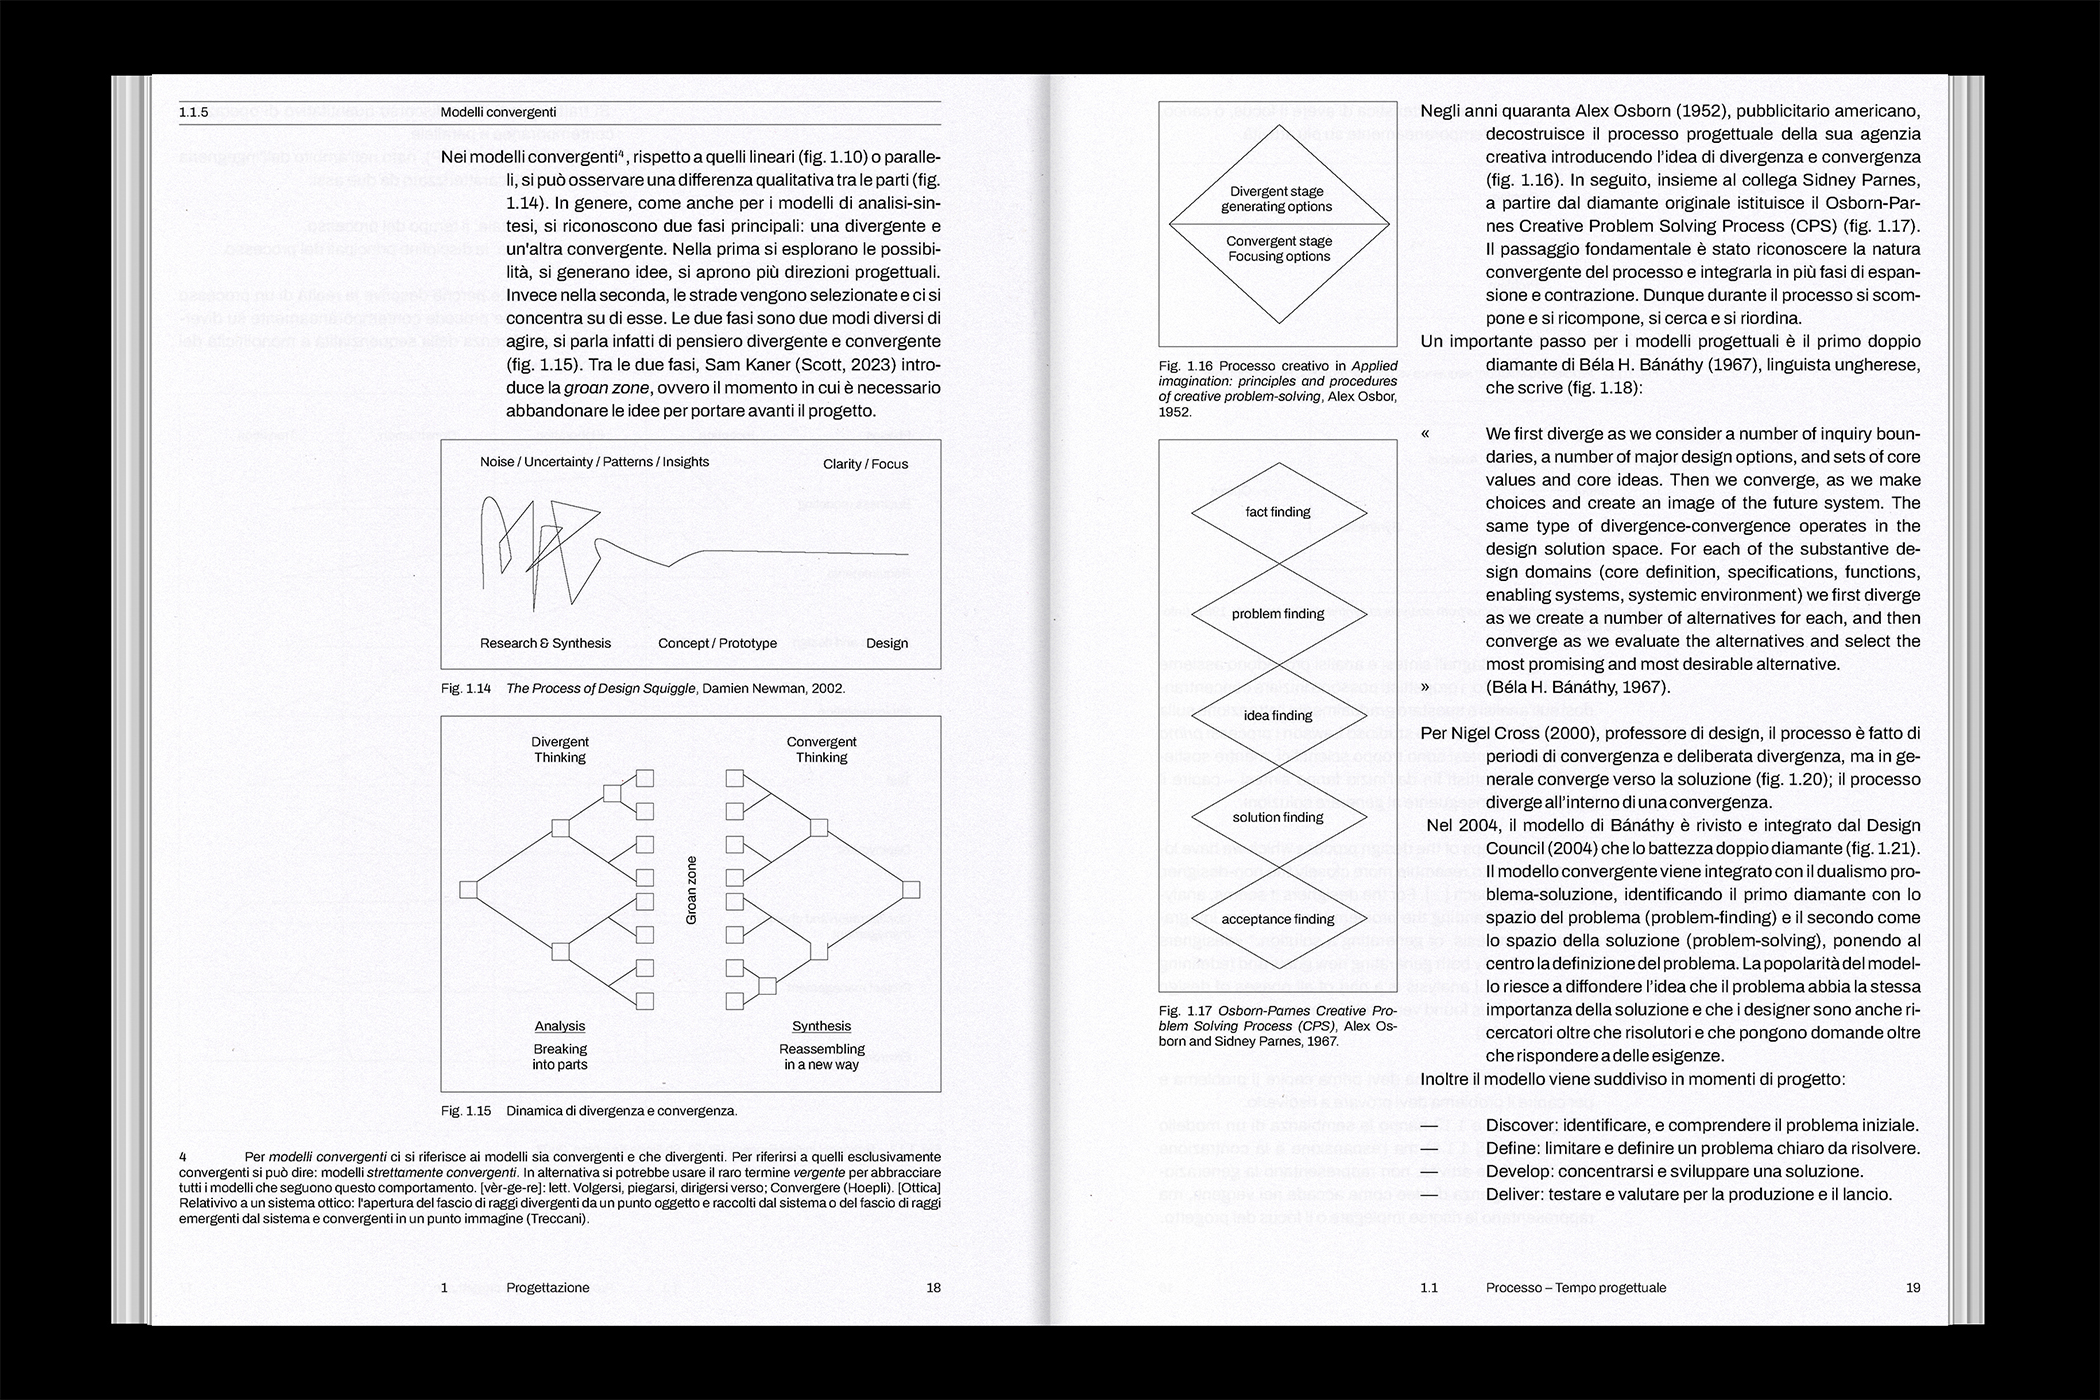 1.1.5 Modelli convergenti
Nei modelli convergenti⁴, rispetto a quelli lineari (fig. 1.10) o paralle-
li, si può osservare una differenza qualitativa tra le parti (fig.
1.14). In genere, come anche per i modelli di analisi-sin-
tesi, si riconoscono due fasi principali: una divergente e
un'altra convergente. Nella prima si esplorano le possibi-
lità, si generano idee, si aprono più direzioni progettuali.
Invece nella seconda, le strade vengono selezionate e ci si
concentra su di esse. Le due fasi sono due modi diversi di
agire, si parla infatti di pensiero divergente e convergente
(fig. 1.15). Tra le due fasi, Sam Kaner (Scott, 2023) intro-
duce la groan zone, ovvero il momento in cui è necessario
abbandonare le idee per portare avanti il progetto.
Noise / Uncertainty / Patterns / Insights
Clarity / Focus
Research & Synthesis
Concept / Prototype
Design
Fig. 1.14 The Process of Design Squiggle, Damien Newman, 2002.
Divergent
Thinking
Convergent
Thinking
Groan zone
Analysis
Breaking
into parts
Synthesis
Reassembling
in a new way
Fig. 1.15 Dinamica di divergenza e convergenza.
4 Per modelli convergenti ci si riferisce ai modelli sia convergenti e che divergenti. Per riferirsi a quelli esclusivamente
convergenti si può dire: modelli strettamente convergenti. In alternativa si potrebbe usare il raro termine vergente per abbracciare
tutti i modelli che seguono questo comportamento. [vèr-ge-re]: lett. Volgersi, piegarsi, dirigersi verso; Convergere (Hoepli). [Ottica]
Relativivo a un sistema ottico: l'apertura del fascio di raggi divergenti da un punto oggetto e raccolti dal sistema o del fascio di raggi
emergenti dal sistema e convergenti in un punto immagine (Treccani).
1 Progettazione 18
Divergent stage
generating options
Convergent stage
Focusing options
Fig. 1.16 Processo creativo in Applied
imagination: principles and procedures
of creative problem-solving, Alex Osbor,
1952.
fact finding
problem finding
idea finding
solution finding
acceptance finding
Fig. 1.17 Osborn-Parnes Creative Pro-
blem Solving Process (CPS), Alex Os-
born and Sidney Parnes, 1967.
Negli anni quaranta Alex Osborn (1952), pubblicitario americano,
decostruisce il processo progettuale della sua agenzia
creativa introducendo l'idea di divergenza e convergenza
(fig. 1.16). In seguito, insieme al collega Sidney Parnes,
a partire dal diamante originale istituisce il Osborn-Par-
nes Creative Problem Solving Process (CPS) (fig. 1.17).
Il passaggio fondamentale è stato riconoscere la natura
convergente del processo e integrarla in più fasi di espan-
sione e contrazione. Dunque durante il processo si scom-
pone e si ricompone, si cerca e si riordina.
Un importante passo per i modelli progettuali è il primo doppio
diamante di Béla H. Bánáthy (1967), linguista ungherese,
che scrive (fig. 1.18):
« We first diverge as we consider a number of inquiry boun-
daries, a number of major design options, and sets of core
values and core ideas. Then we converge, as we make
choices and create an image of the future system. The
same type of divergence-convergence operates in the
design solution space. For each of the substantive de-
sign domains (core definition, specifications, functions,
enabling systems, systemic environment) we first diverge
as we create a number of alternatives for each, and then
converge as we evaluate the alternatives and select the
most promising and most desirable alternative.
» (Béla H. Bánáthy, 1967).
Per Nigel Cross (2000), professore di design, il processo è fatto di
periodi di convergenza e deliberata divergenza, ma in ge-
nerale converge verso la soluzione (fig. 1.20); il processo
diverge all'interno di una convergenza.
Nel 2004, il modello di Bánáthy è rivisto e integrato dal Design
Council (2004) che lo battezza doppio diamante (fig. 1.21).
Il modello convergente viene integrato con il dualismo pro-
blema-soluzione, identificando il primo diamante con lo
spazio del problema (problem-finding) e il secondo come
lo spazio della soluzione (problem-solving), ponendo al
centro la definizione del problema. La popolarità del model-
lo riesce a diffondere l'idea che il problema abbia la stessa
importanza della soluzione e che i designer sono anche ri-
cercatori oltre che risolutori e che pongono domande oltre
che rispondere a delle esigenze.
Inoltre il modello viene suddiviso in momenti di progetto:
— Discover: identificare, e comprendere il problema iniziale.
— Define: limitare e definire un problema chiaro da risolvere.
— Develop: concentrarsi e sviluppare una soluzione.
— Deliver: testare e valutare per la produzione e il lancio.
1.1 Processo – Tempo progettuale 19